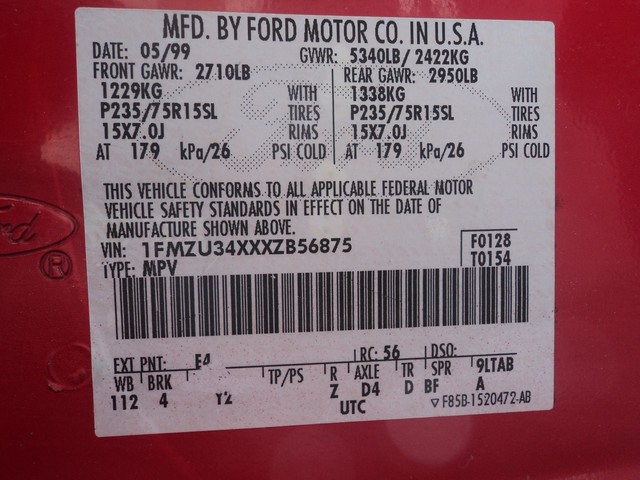 MFD. BY FORD MOTOR CO. IN U.S.A.
DATE: 05/99 GVWR: 5340LB/ 2422KG
FRONT GAWR: 2710LB REAR GAWR: 2950LB
1229KG WITH 1338KG WITH
P235/75R15SL TIRES P235/75R15SL TIRES
15X7.0J RIMS 15X7.0J RIMS
AT 179 kPa/26 PSI COLD AT 179 kPa/26 PSI COLD
THIS VEHICLE CONFORMS TO ALL APPLICABLE FEDERAL MOTOR
VEHICLE SAFETY STANDARDS IN EFFECT ON THE DATE OF
MANUFACTURE SHOWN ABOVE.
VIN: 1FMZU34XXXZB56875 F0128
TYPE: MPV T0154
EXT PNT: E4 RC: 56 DSO:
WB BRK TP/PS R AXLE TR SPR 9LTAB
112 4 Y2 Z D4 D BF A
UTC ▽F85B-1520472-AB
Ford ®